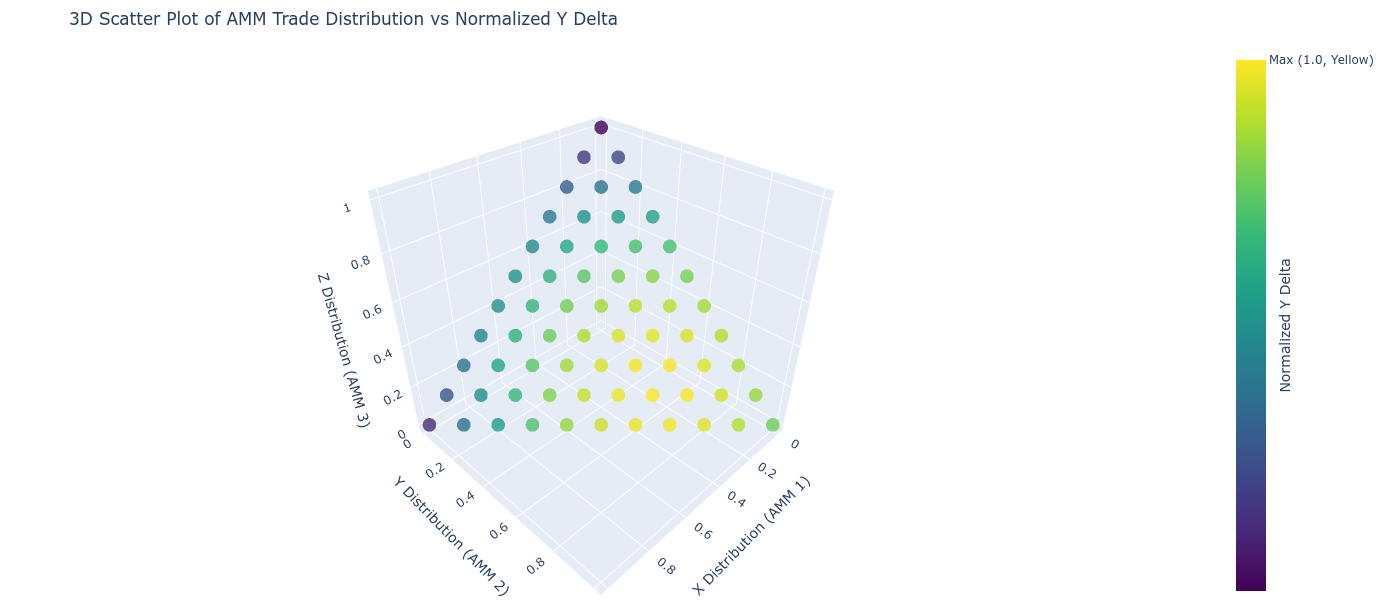 3D Scatter Plot of AMM Trade Distribution vs Normalized Y Delta
Max (1.0, Yellow)
Normalized Y Delta
1
0.8
0.6
0.4
0.2
0
Z Distribution (AMM 3)
0
0.2
0.4
0.6
0.8
Y Distribution (AMM 2)
0
0.2
0.4
0.6
0.8
X Distribution (AMM 1)